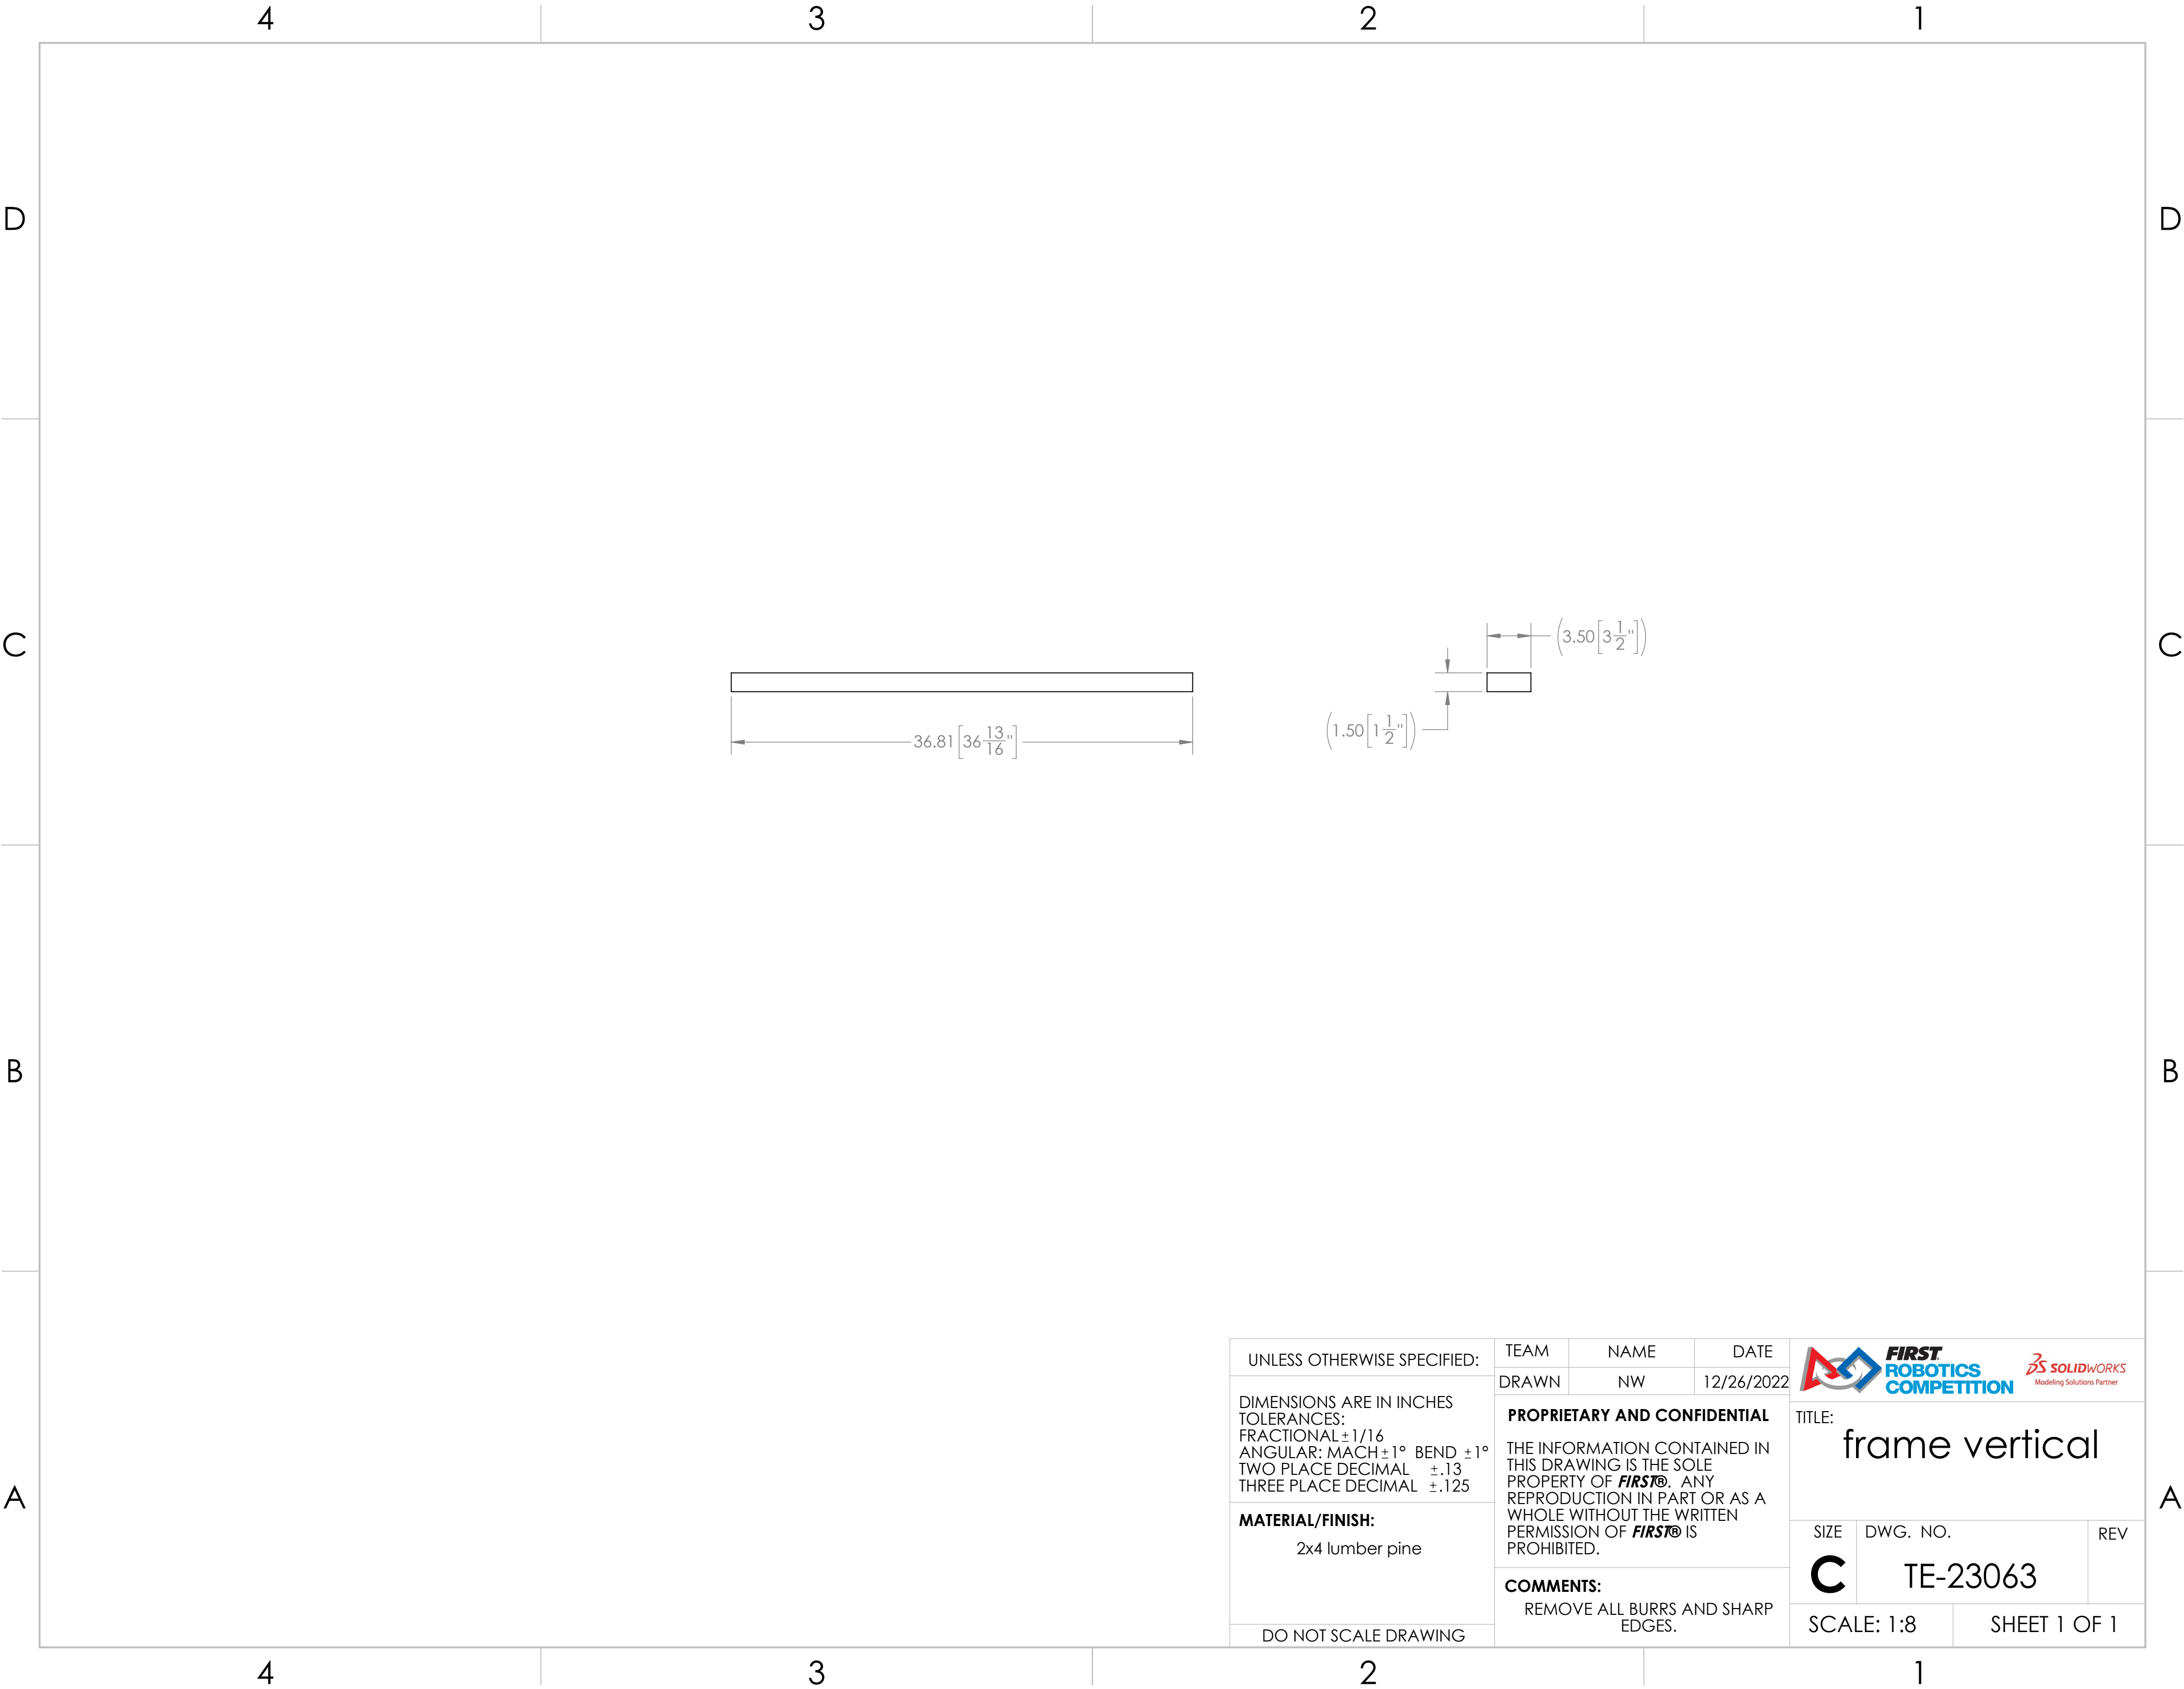 4 3 2 1
D D
C C
B B
A A
36.81[36 13/16"]
(3.50[3 1/2"])
(1.50[1 1/2"])
UNLESS OTHERWISE SPECIFIED:
DIMENSIONS ARE IN INCHES
TOLERANCES:
FRACTIONAL±1/16
ANGULAR: MACH±1° BEND ±1°
TWO PLACE DECIMAL ±.13
THREE PLACE DECIMAL ±.125
MATERIAL/FINISH:
2x4 lumber pine
DO NOT SCALE DRAWING
TEAM NAME DATE
DRAWN NW 12/26/2022
PROPRIETARY AND CONFIDENTIAL
THE INFORMATION CONTAINED IN
THIS DRAWING IS THE SOLE
PROPERTY OF FIRST®. ANY
REPRODUCTION IN PART OR AS A
WHOLE WITHOUT THE WRITTEN
PERMISSION OF FIRST® IS
PROHIBITED.
COMMENTS:
REMOVE ALL BURRS AND SHARP
EDGES.
FIRST
ROBOTICS
COMPETITION
3DS SOLIDWORKS
Modeling Solutions Partner
TITLE:
frame vertical
SIZE DWG. NO. REV
C TE-23063
SCALE: 1:8 SHEET 1 OF 1
4 3 2 1